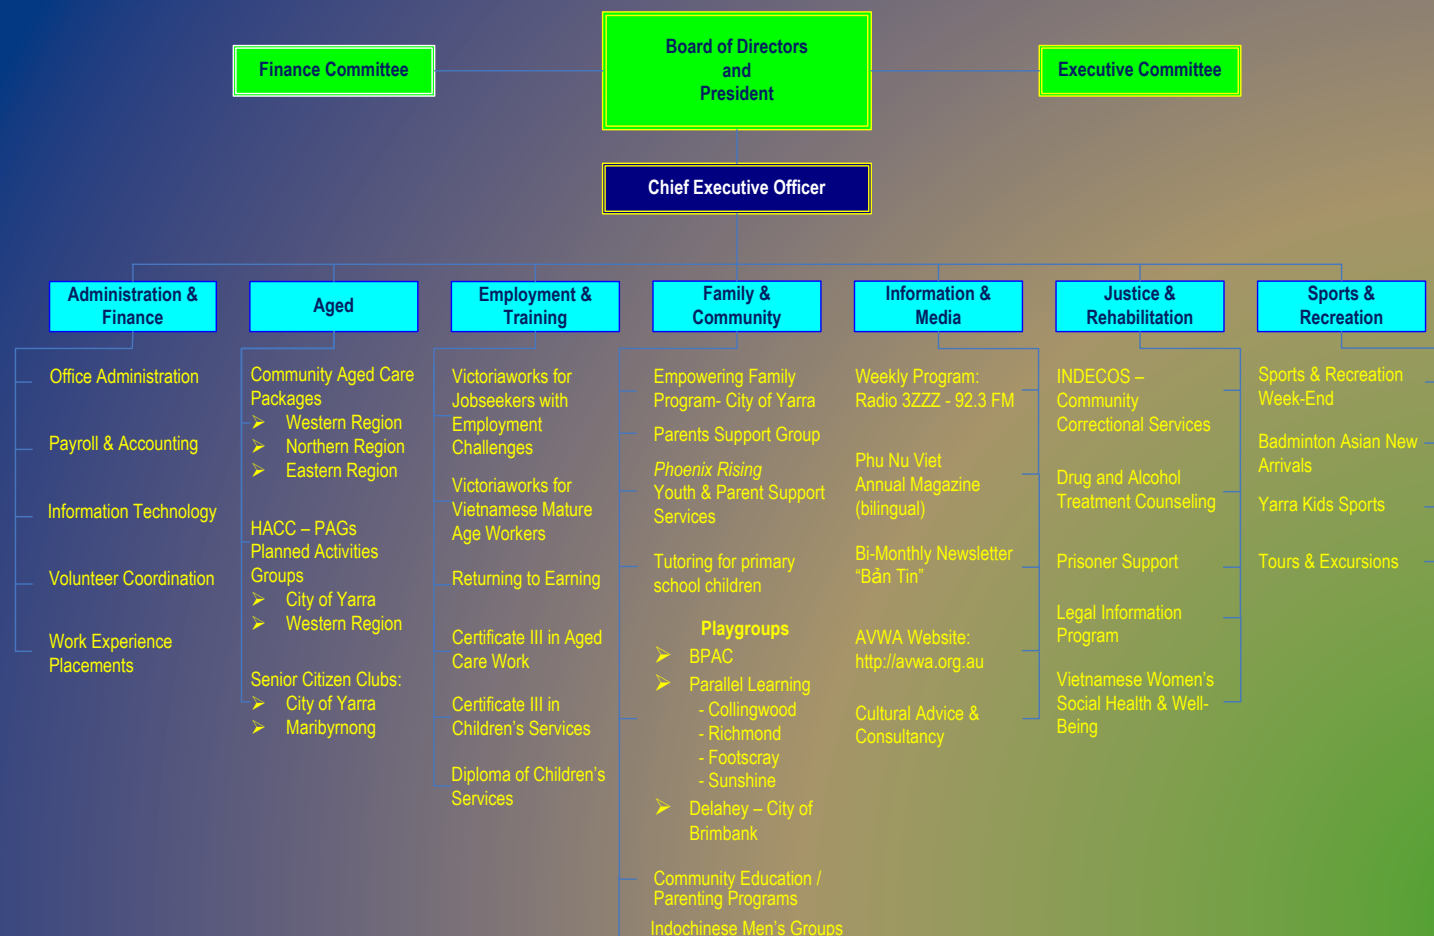 Board of Directors
and
President
Finance Committee
Executive Committee
Chief Executive Officer
Administration &
Finance
Aged
Employment &
Training
Family &
Community
Information &
Media
Justice &
Rehabilitation
Sports &
Recreation
Office Administration
Payroll & Accounting
Information Technology
Volunteer Coordination
Work Experience
Placements
Community Aged Care
Packages
➢ Western Region
➢ Northern Region
➢ Eastern Region
HACC – PAGs
Planned Activities
Groups
➢ City of Yarra
➢ Western Region
Senior Citizen Clubs:
➢ City of Yarra
➢ Maribyrnong
Victoriaworks for
Jobseekers with
Employment
Challenges
Victoriaworks for
Vietnamese Mature
Age Workers
Returning to Earning
Certificate III in Aged
Care Work
Certificate III in
Children’s Services
Diploma of Children’s
Services
Empowering Family
Program- City of Yarra
Parents Support Group
Phoenix Rising
Youth & Parent Support
Services
Tutoring for primary
school children
Playgroups
➢ BPAC
➢ Parallel Learning
- Collingwood
- Richmond
- Footscray
- Sunshine
➢ Delahey – City of
Brimbank
Community Education /
Parenting Programs
Indochinese Men’s Groups
Weekly Program:
Radio 3ZZZ - 92.3 FM
Phu Nu Viet
Annual Magazine
(bilingual)
Bi-Monthly Newsletter
“Bản Tin”
AVWA Website:
http://avwa.org.au
Cultural Advice &
Consultancy
INDECOS –
Community
Correctional Services
Drug and Alcohol
Treatment Counseling
Prisoner Support
Legal Information
Program
Vietnamese Women’s
Social Health & Well-
Being
Sports & Recreation
Week-End
Badminton Asian New
Arrivals
Yarra Kids Sports
Tours & Excursions